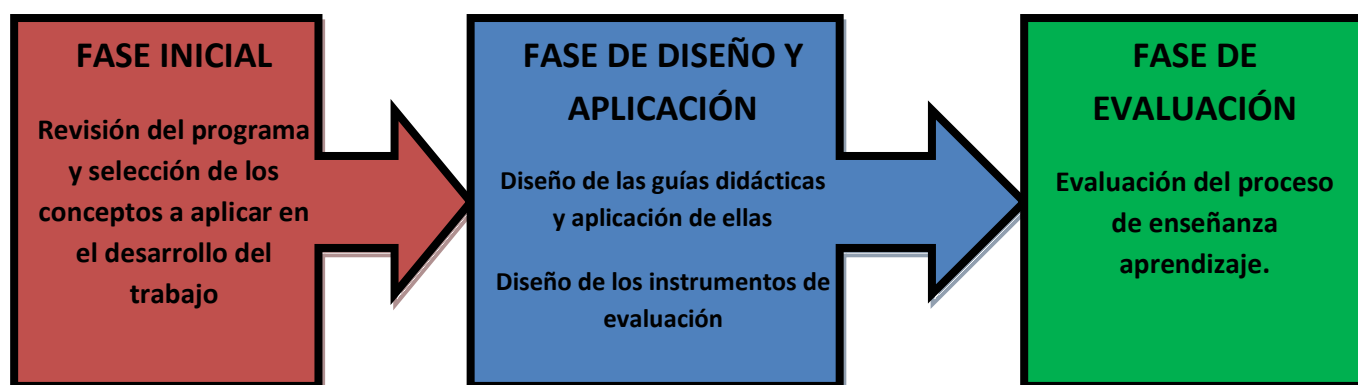 FASE INICIAL
Revisión del programa
y selección de los
conceptos a aplicar en
el desarrollo del
trabajo
FASE DE DISEÑO Y
APLICACIÓN
Diseño de las guías didácticas
y aplicación de ellas
Diseño de los instrumentos de
evaluación
FASE DE
EVALUACIÓN
Evaluación del proceso
de enseñanza
aprendizaje.